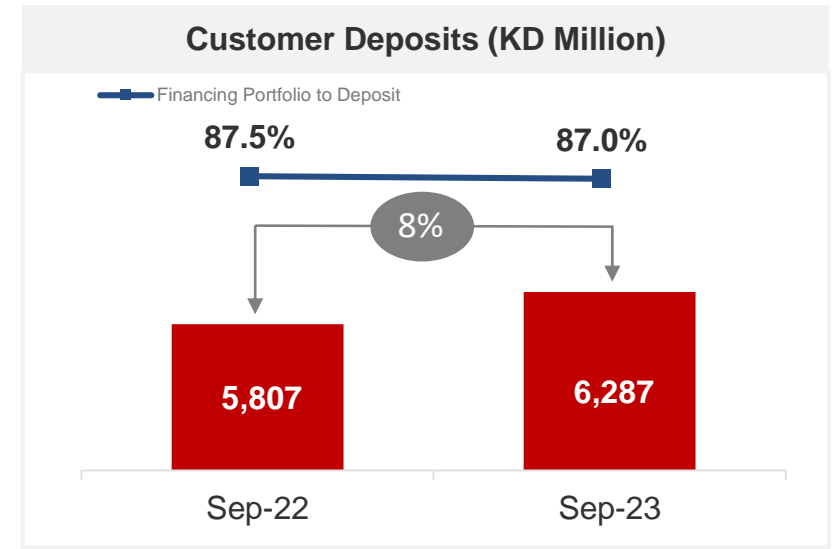 Customer Deposits (KD Million)
Financing Portfolio to Deposit
87.5%
87.0%
8%
5,807
6,287
Sep-22
Sep-23